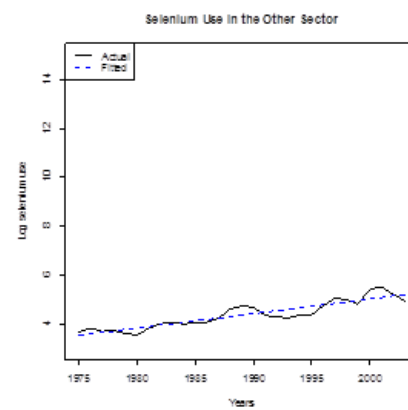 Selenium Use in the Other Sector
Actual
Fitted
14
12
10
8
6
4
Log selenium use
1975
1980
1985
1990
1995
2000
Years